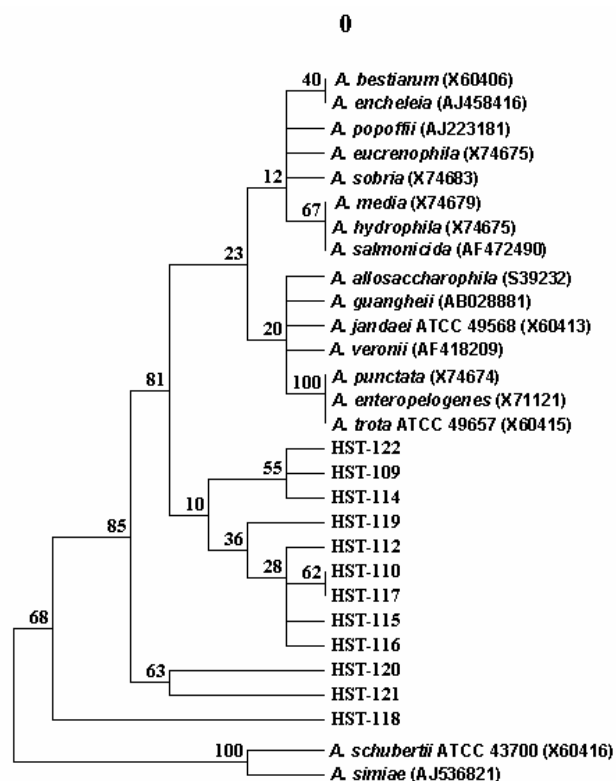 0
40 A. bestiarum (X60406)
A. encheleia (AJ458416)
A. popoffii (AJ223181)
A. eucrenophila (X74675)
12 A. sobria (X74683)
A. media (X74679)
67 A. hydrophila (X74675)
A. salmonicida (AF472490)
23
A. allosaccharophila (S39232)
A. guangheii (AB028881)
20 A. jandaei ATCC 49568 (X60413)
A. veronii (AF418209)
81 100 A. punctata (X74674)
A. enteropelogenes (X71121)
A. trota ATCC 49657 (X60415)
HST-122
55 HST-109
10 HST-114
85 HST-119
36 HST-112
28 62 HST-110
HST-117
68 HST-115
HST-116
63 HST-120
HST-121
HST-118
100 A. schubertii ATCC 43700 (X60416)
A. simiae (AJ536821)